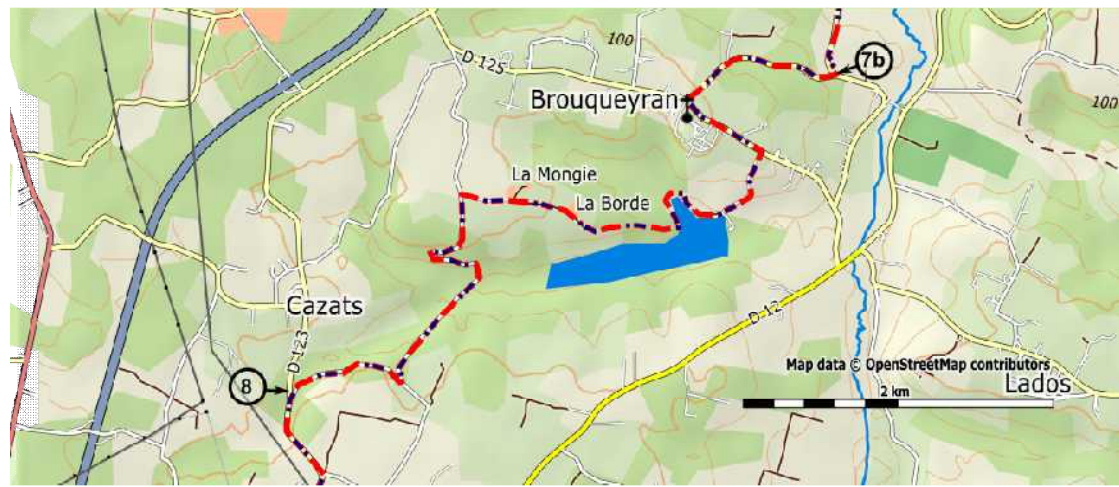 100
7b
D 125
Brouqueyran
100
La Mongie
La Borde
Cazats
D 12
D 123
8
Map data © OpenStreetMap contributors
Lados
2 km